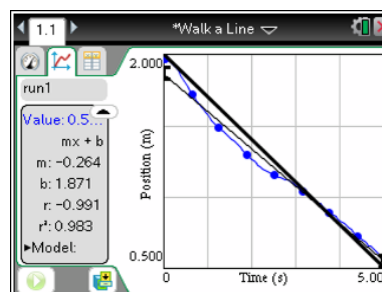 1.1
*Walk a Line
run1
Value: 0.5...
mx + b
m: -0.264
b: 1.871
r: -0.991
r²: 0.983
▸Model:
2.000
Position (m)
0.500
0
Time (s)
5.00